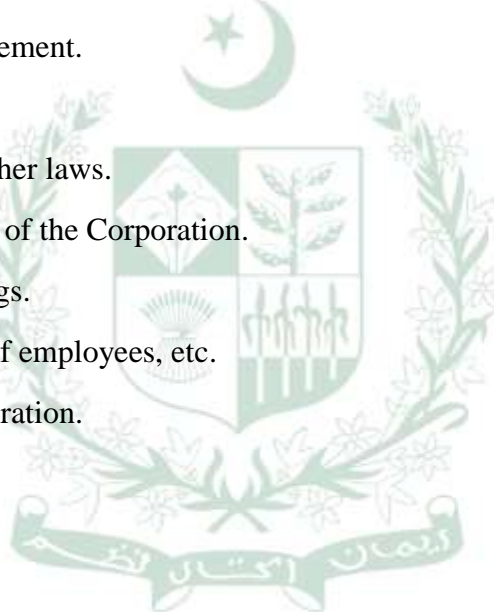 ement.
her laws.
of the Corporation.
gs.
f employees, etc.
ration.